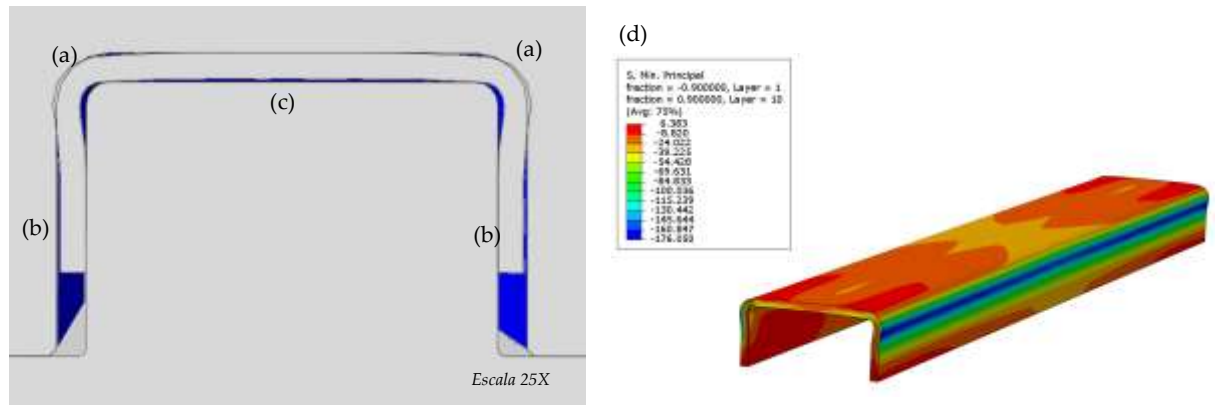 (a)
(a)
(b)
(b)
(c)
Escala 25X
(d)
S, Min. Principal
fraction = -0.900000, Layer = 1
fraction = 0.900000, Layer = 10
(Avg: 75%)
6.383
-8.820
-24.022
-39.225
-54.428
-69.631
-84.833
-100.036
-115.239
-130.442
-145.644
-160.847
-176.050